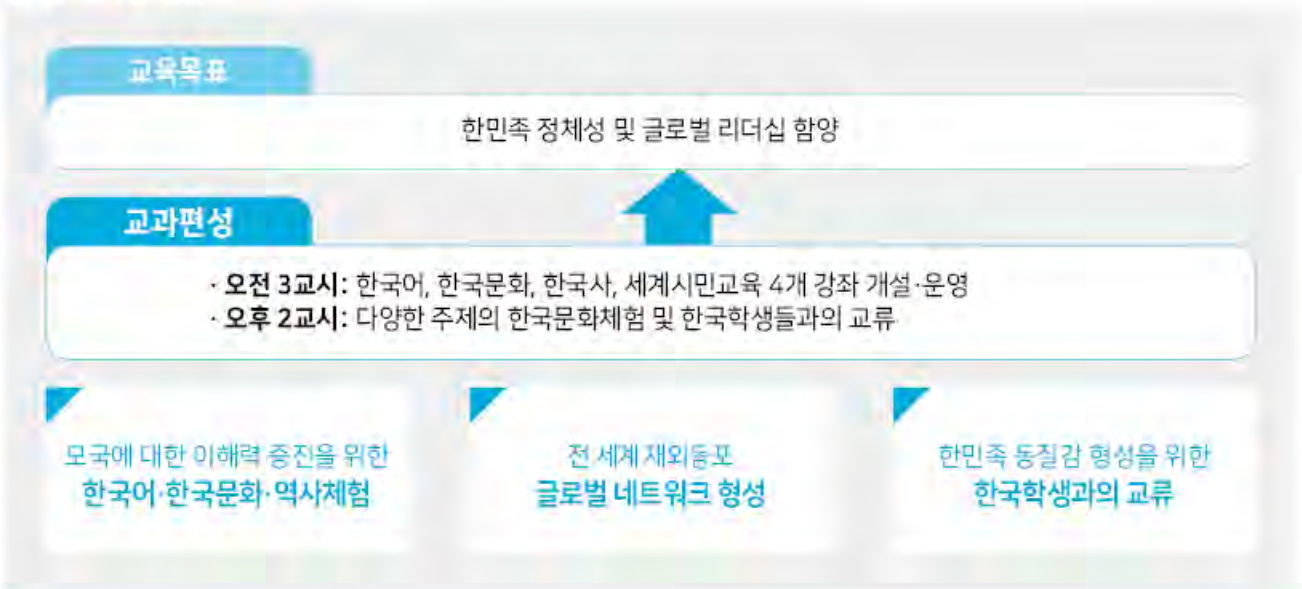 교육목표
한민족 정체성 및 글로벌 리더십 함양
교과편성
· 오전 3교시: 한국어, 한국문화, 한국사, 세계시민교육 4개 강좌 개설·운영
· 오후 2교시: 다양한 주제의 한국문화체험 및 한국학생들과의 교류
모국에 대한 이해력 증진을 위한
한국어·한국문화·역사체험
전 세계 재외동포
글로벌 네트워크 형성
한민족 동질감 형성을 위한
한국학생과의 교류